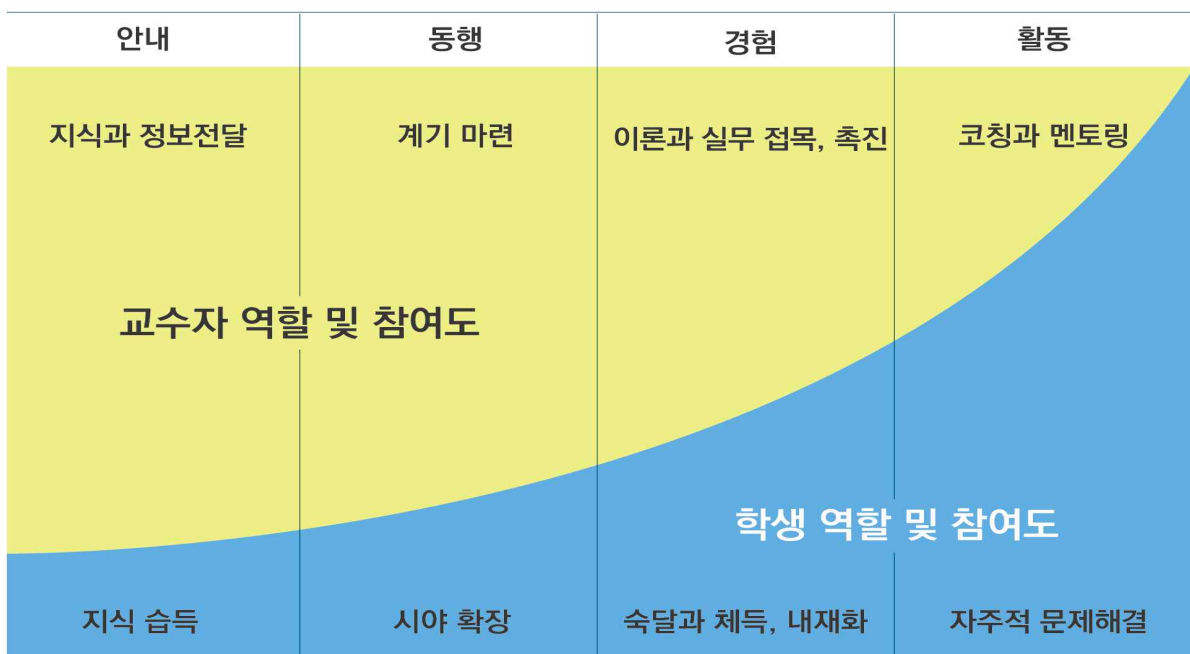 안내 동행 경험 활동
지식과 정보전달 계기 마련 이론과 실무 접목, 촉진 코칭과 멘토링
교수자 역할 및 참여도
학생 역할 및 참여도
지식 습득 시야 확장 숙달과 체득, 내재화 자주적 문제해결